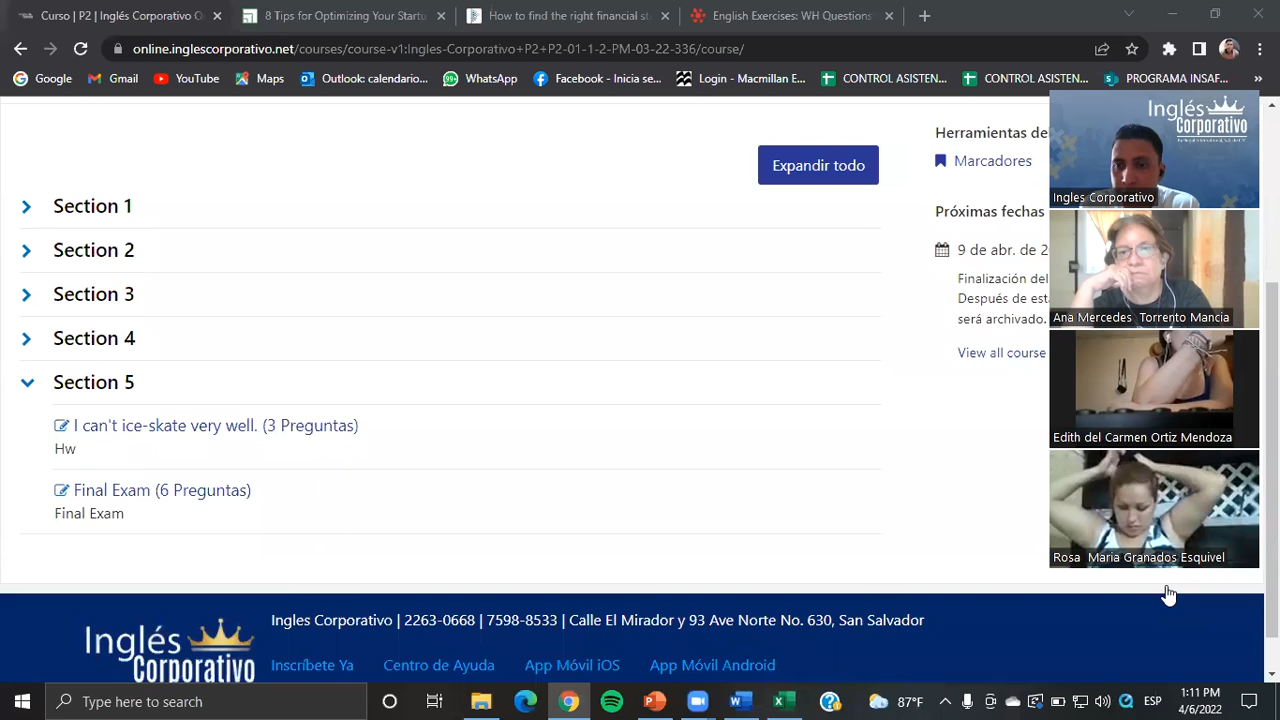 Curso | P2 | Inglés Corporativo O
8 Tips for Optimizing Your Startu
How to find the right financial st
English Exercises: WH Questions
online.inglescorporativo.net/courses/course-v1:Ingles-Corporativo+P2+P2-01-1-2-PM-03-22-336/course/
Google
Gmail
YouTube
Maps
Outlook: calendario...
WhatsApp
Facebook - Inicia se...
Login - Macmillan E...
CONTROL ASISTEN...
CONTROL ASISTEN...
PROGRAMA INSAF...
Expandir todo
Section 1
Section 2
Section 3
Section 4
Section 5
I can't ice-skate very well. (3 Preguntas)
Hw
Final Exam (6 Preguntas)
Final Exam
Herramientas de
Marcadores
Próximas fechas
9 de abr. de 2
Finalización del
Después de est
será archivado.
View all course
Inglés
Corporativo
Ingles Corporativo
Ana Mercedes Torrento Mancia
Edith del Carmen Ortiz Mendoza
Rosa Maria Granados Esquivel
Inglés
Corporativo
Ingles Corporativo | 2263-0668 | 7598-8533 | Calle El Mirador y 93 Ave Norte No. 630, San Salvador
Inscríbete Ya
Centro de Ayuda
App Móvil iOS
App Móvil Android
Type here to search
87°F
ESP
1:11 PM
4/6/2022